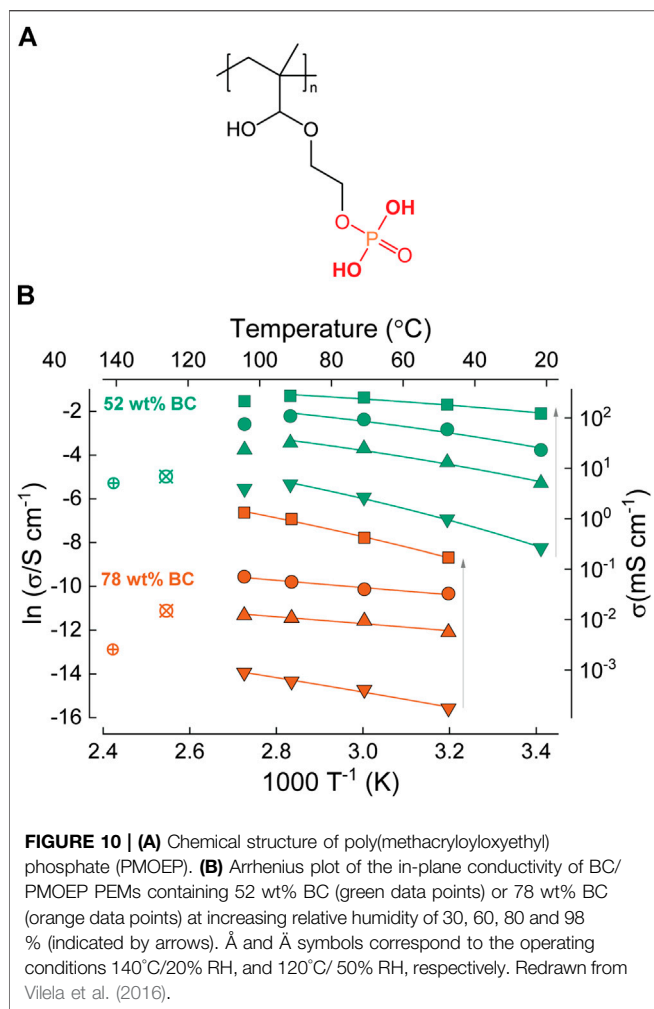 A
n
HO
O
O
OH
P
O
HO
B
Temperature (°C)
40 140 120 100 80 60 40 20
52 wt% BC
78 wt% BC
-2
-4
-6
-8
-10
-12
-14
-16
ln (σ/S cm⁻¹)
10²
10¹
10⁰
10⁻¹
10⁻²
10⁻³
σ(mS cm⁻¹)
2.4 2.6 2.8 3.0 3.2 3.4
1000 T⁻¹ (K)
FIGURE 10 | (A) Chemical structure of poly(methacryloyloxyethyl)
phosphate (PMOEP). (B) Arrhenius plot of the in-plane conductivity of BC/
PMOEP PEMs containing 52 wt% BC (green data points) or 78 wt% BC
(orange data points) at increasing relative humidity of 30, 60, 80 and 98
% (indicated by arrows). Å and Ä symbols correspond to the operating
conditions 140°C/20% RH, and 120°C/ 50% RH, respectively. Redrawn from
Vilela et al. (2016).